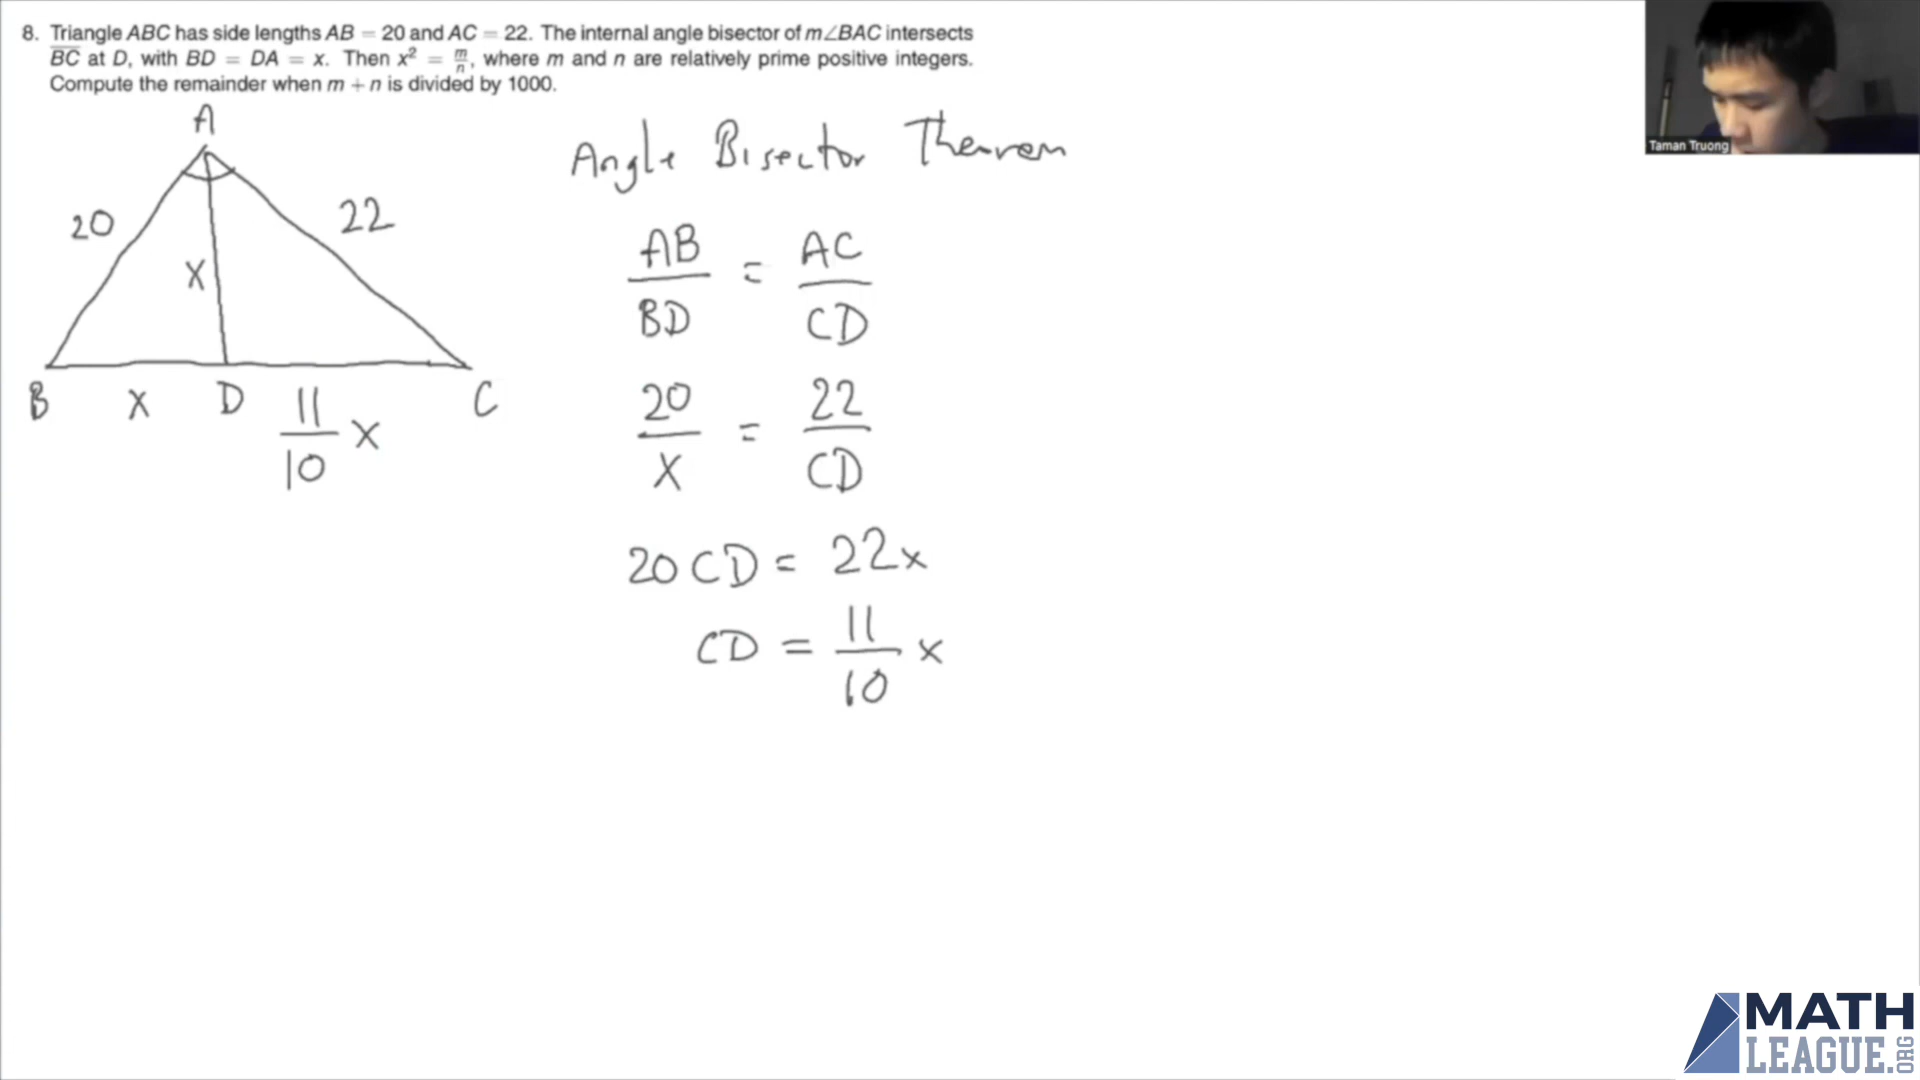 8. Triangle ABC has side lengths AB = 20 and AC = 22. The internal angle bisector of m∠BAC intersects
BC at D, with BD = DA = x. Then x² = m/n, where m and n are relatively prime positive integers.
Compute the remainder when m + n is divided by 1000.
A
20
22
x
B
x
D
11/10 x
C
Angle Bisector Theorem
AB/BD = AC/CD
20/x = 22/CD
20 CD = 22x
CD = 11/10 x
Taman Truong
MATH
LEAGUE.ORG